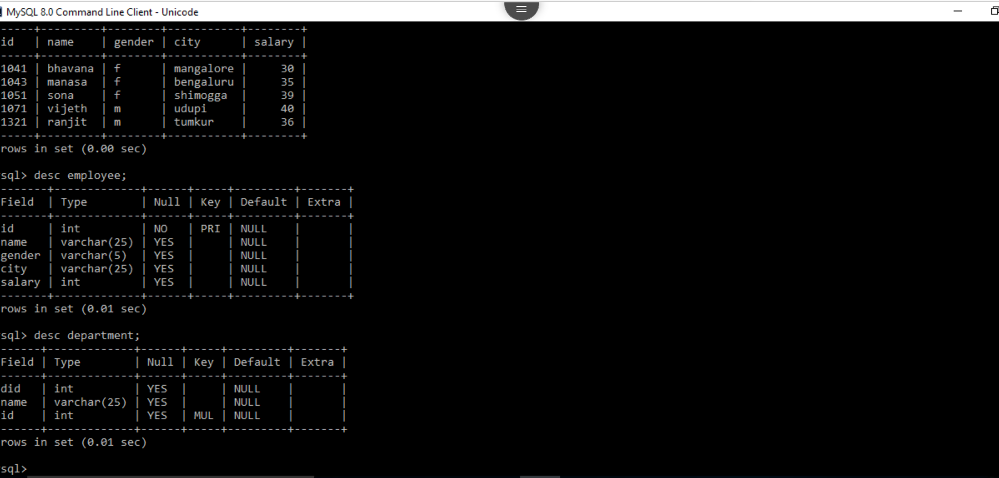 MySQL 8.0 Command Line Client - Unicode
-----+---------+--------+-----------+--------+
id   | name    | gender | city      | salary |
-----+---------+--------+-----------+--------+
1041 | bhavana | f      | mangalore |     30 |
1043 | manasa  | f      | bengaluru |     35 |
1051 | sona    | f      | shimogga  |     39 |
1071 | vijeth  | m      | udupi     |     40 |
1321 | ranjit  | m      | tumkur    |     36 |
-----+---------+--------+-----------+--------+
rows in set (0.00 sec)
sql> desc employee;
-------+-------------+------+-----+---------+-------+
Field  | Type        | Null | Key | Default | Extra |
-------+-------------+------+-----+---------+-------+
id     | int         | NO   | PRI | NULL    |       |
name   | varchar(25) | YES  |     | NULL    |       |
gender | varchar(5)  | YES  |     | NULL    |       |
city   | varchar(25) | YES  |     | NULL    |       |
salary | int         | YES  |     | NULL    |       |
-------+-------------+------+-----+---------+-------+
rows in set (0.01 sec)
sql> desc department;
------+-------------+------+-----+---------+-------+
Field | Type        | Null | Key | Default | Extra |
------+-------------+------+-----+---------+-------+
did   | int         | YES  |     | NULL    |       |
name  | varchar(25) | YES  |     | NULL    |       |
id    | int         | YES  | MUL | NULL    |       |
------+-------------+------+-----+---------+-------+
rows in set (0.01 sec)
sql>